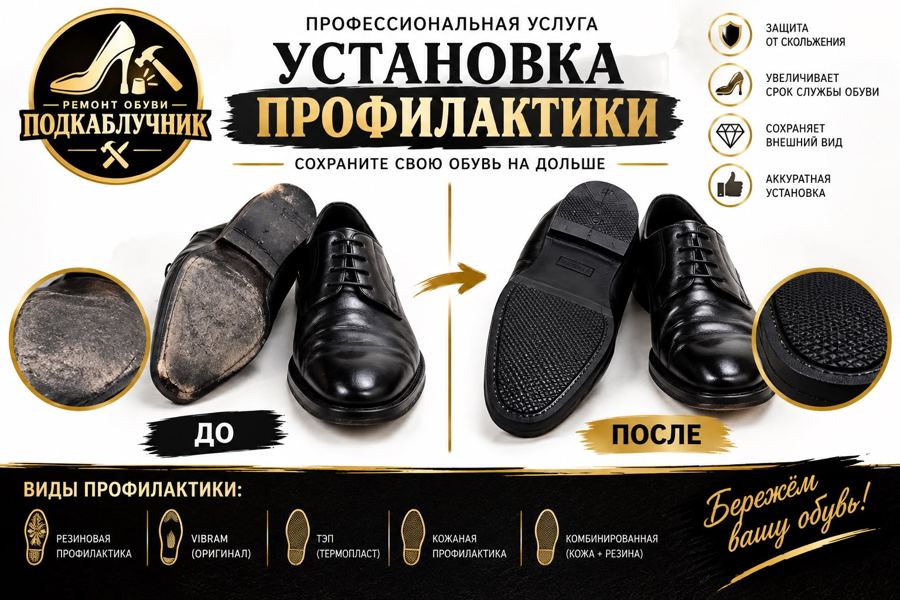 ПРОФЕССИОНАЛЬНАЯ УСЛУГА
УСТАНОВКА
ПРОФИЛАКТИКИ
СОХРАНИТЕ СВОЮ ОБУВЬ НА ДОЛЬШЕ
РЕМОНТ ОБУВИ
ПОДКАБЛУЧНИК
ЗАЩИТА
ОТ СКОЛЬЖЕНИЯ
УВЕЛИЧИВАЕТ
СРОК СЛУЖБЫ ОБУВИ
СОХРАНЯЕТ
ВНЕШНИЙ ВИД
АККУРАТНАЯ
УСТАНОВКА
ДО
ПОСЛЕ
ВИДЫ ПРОФИЛАКТИКИ:
РЕЗИНОВАЯ
ПРОФИЛАКТИКА
VIBRAM
(ОРИГИНАЛ)
ТЭП
(ТЕРМОПЛАСТ)
КОЖАНАЯ
ПРОФИЛАКТИКА
КОМБИНИРОВАННАЯ
(КОЖА + РЕЗИНА)
Бережём
вашу обувь!